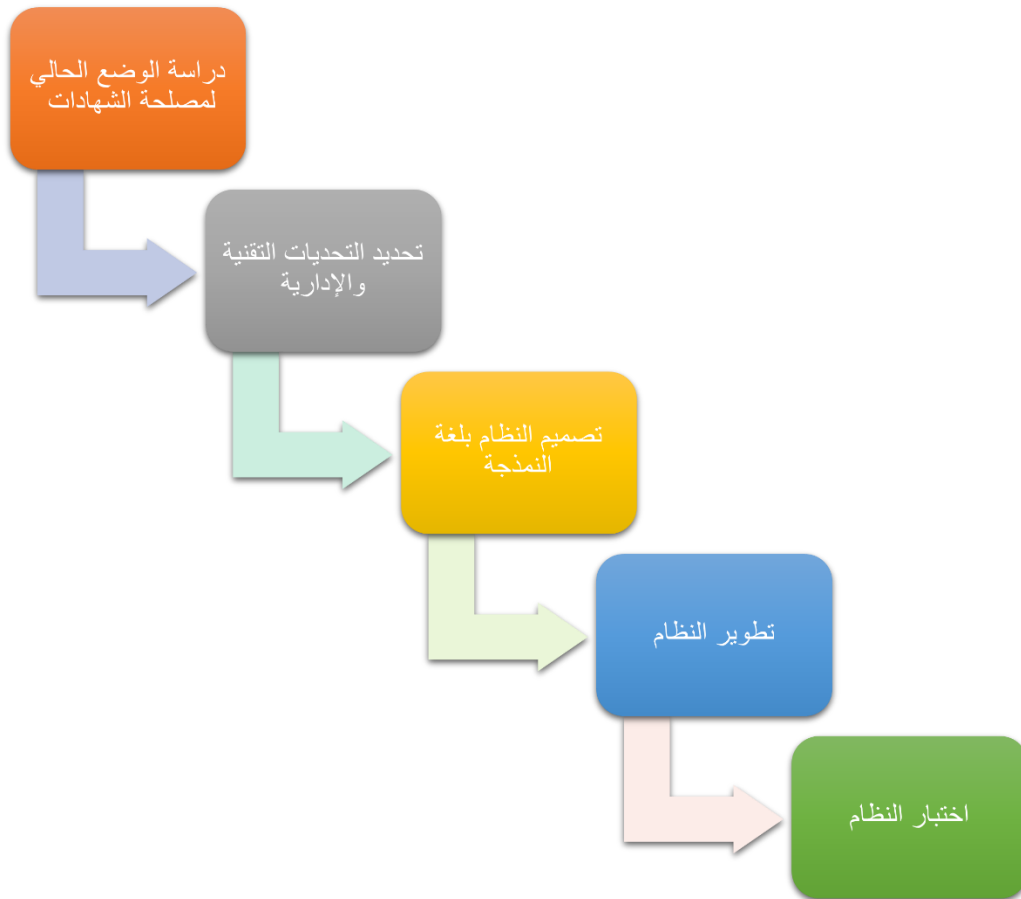 دراسة الوضع الحالي
لمصلحة الشهادات
تحديد التحديات التقنية
والإدارية
تصميم النظام بلغة
النمذجة
تطوير النظام
اختبار النظام